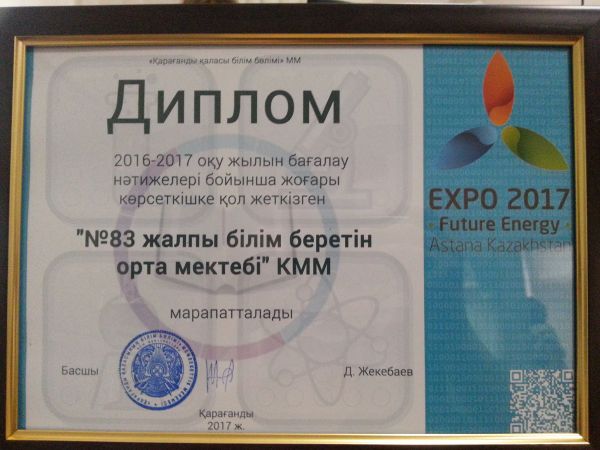 «Қарағанды қаласы білім бөлімі» ММ
Диплом
2016-2017 оқу жылын бағалау
нәтижелері бойынша жоғары
көрсеткішке қол жеткізген
"№83 жалпы білім беретін
орта мектебі" КММ
марапатталады
Басшы
Д. Жекебаев
Қарағанды
2017 ж.
EXPO 2017
Future Energy
Astana Kazakhstan